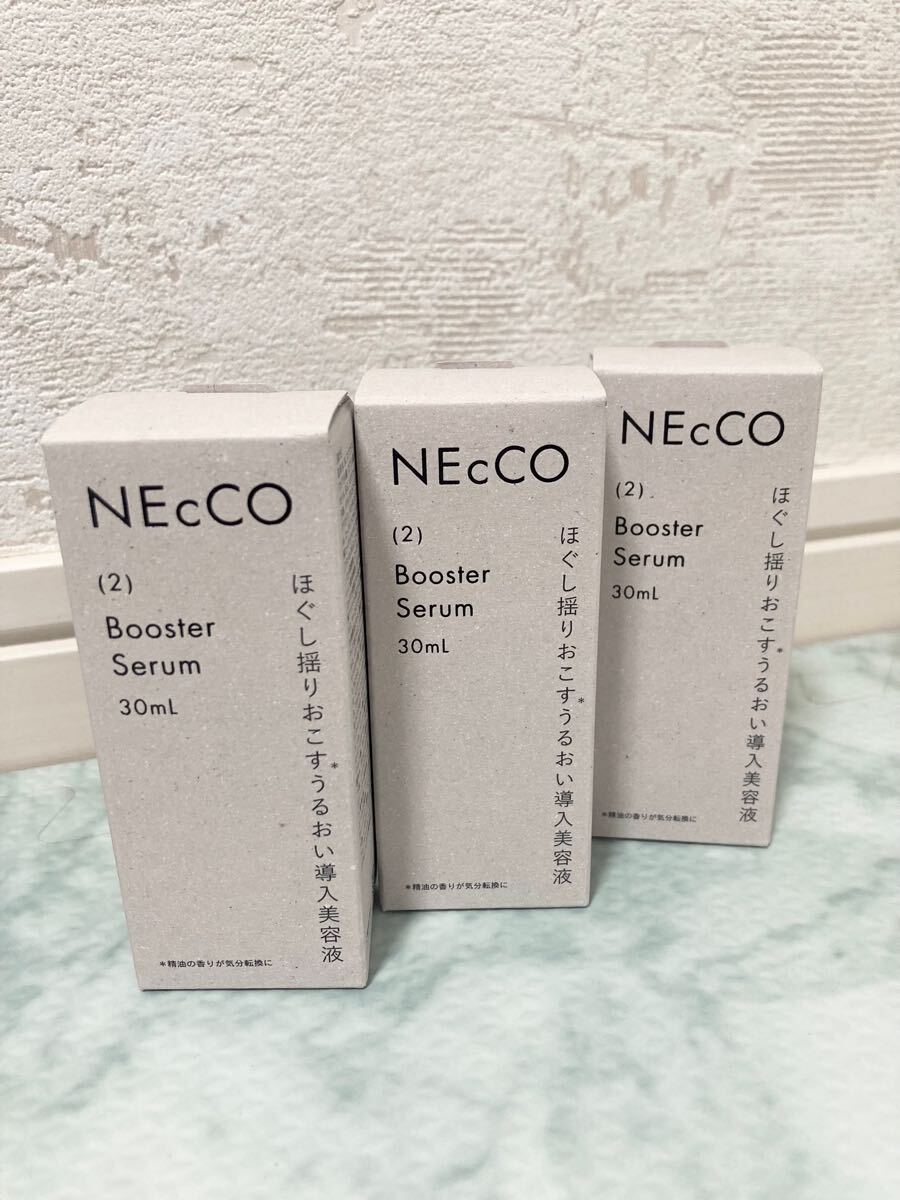 NEcCO
(2)
Booster
Serum
30mL
ほぐし揺りおこす*うるおい導入美容液
*精油の香りが気分転換に
NEcCO
(2)
Booster
Serum
30mL
ほぐし揺りおこす*うるおい導入美容液
*精油の香りが気分転換に
NEcCO
(2)
Booster
Serum
30mL
ほぐし揺りおこす*うるおい導入美容液
*精油の香りが気分転換に